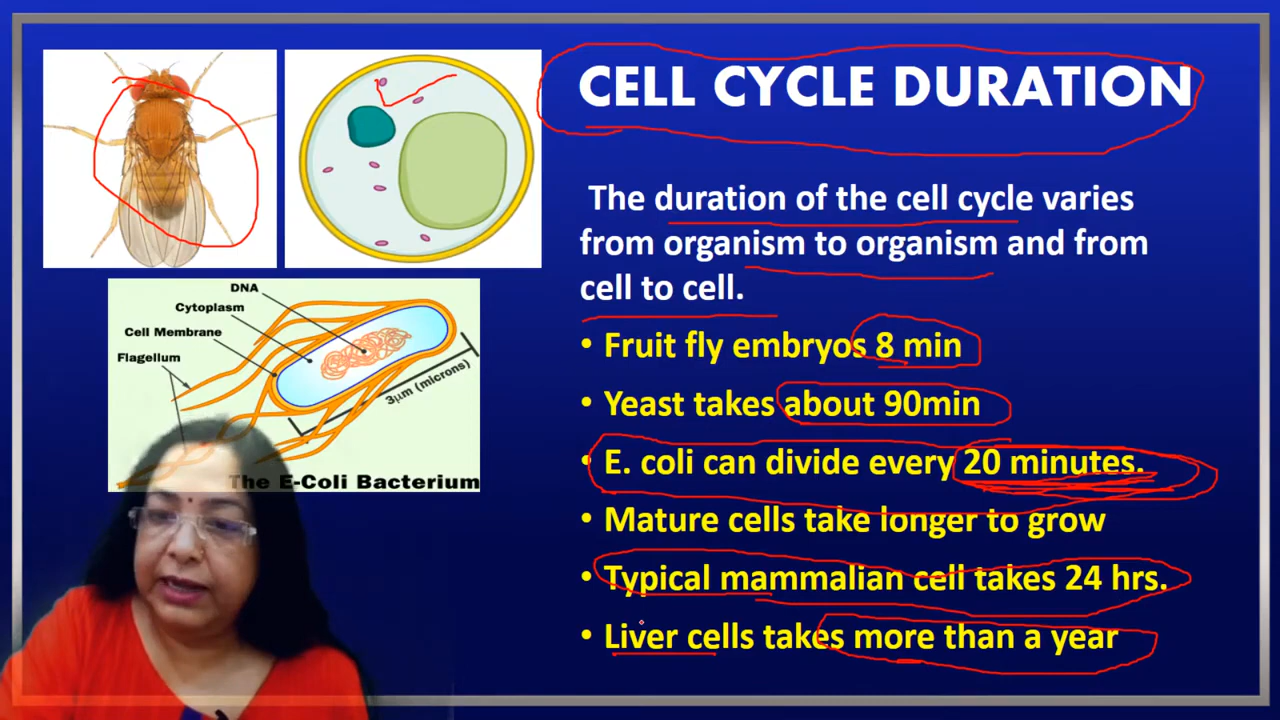 CELL CYCLE DURATION
The duration of the cell cycle varies
from organism to organism and from
cell to cell.
• Fruit fly embryos 8 min
• Yeast takes about 90min
• E. coli can divide every 20 minutes.
• Mature cells take longer to grow
• Typical mammalian cell takes 24 hrs.
• Liver cells takes more than a year
DNA
Cytoplasm
Cell Membrane
Flagellum
3µm (microns)
The E-Coli Bacterium